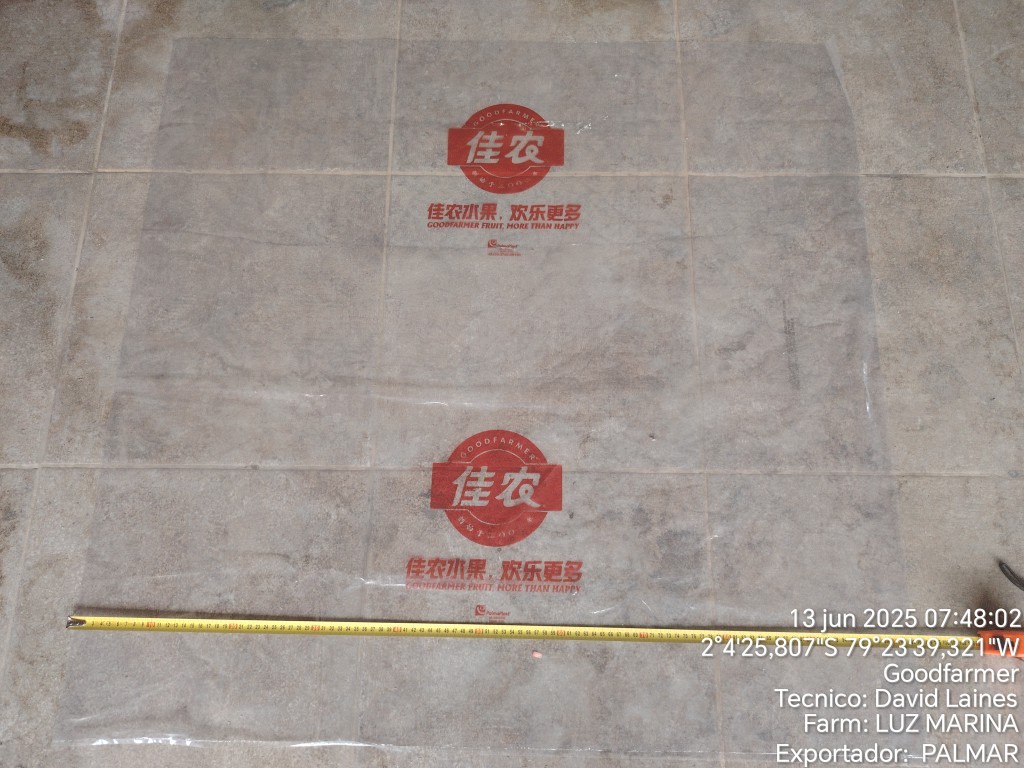 GOODFARMER
佳农
佳农水果，欢乐更多
GOODFARMER FRUIT, MORE THAN HAPPY
GOODFARMER
佳农
佳农水果，欢乐更多
GOODFARMER FRUIT, MORE THAN HAPPY
13 jun 2025 07:48:02
2°4'25,807"S 79°23'39,321"W
Goodfarmer
Tecnico: David Laines
Farm: LUZ MARINA
Exportador: PALMAR